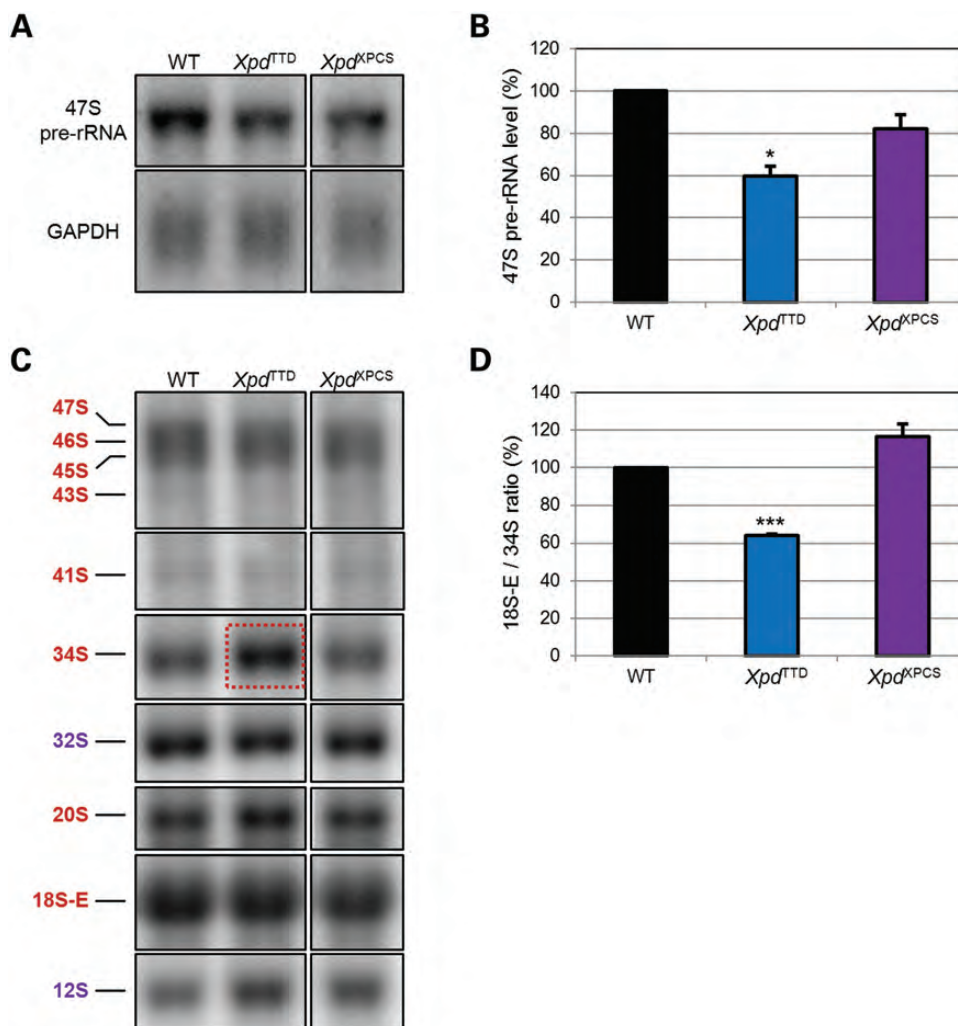 A
WT XpdTTD XpdXPCS
47S
pre-rRNA
GAPDH
B
47S pre-rRNA level (%)
120
100
80
60
40
20
0
*
WT XpdTTD XpdXPCS
C
WT XpdTTD XpdXPCS
47S
46S
45S
43S
41S
34S
32S
20S
18S-E
12S
D
18S-E / 34S ratio (%)
140
120
100
80
60
40
20
0
***
WT XpdTTD XpdXPCS